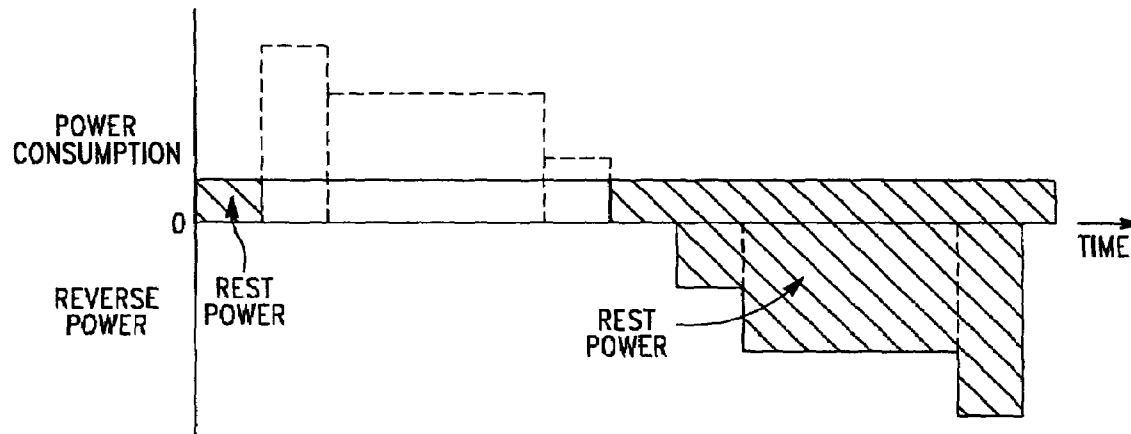 POWER
CONSUMPTION
0
TIME
REST
POWER
REVERSE
POWER
REST
POWER